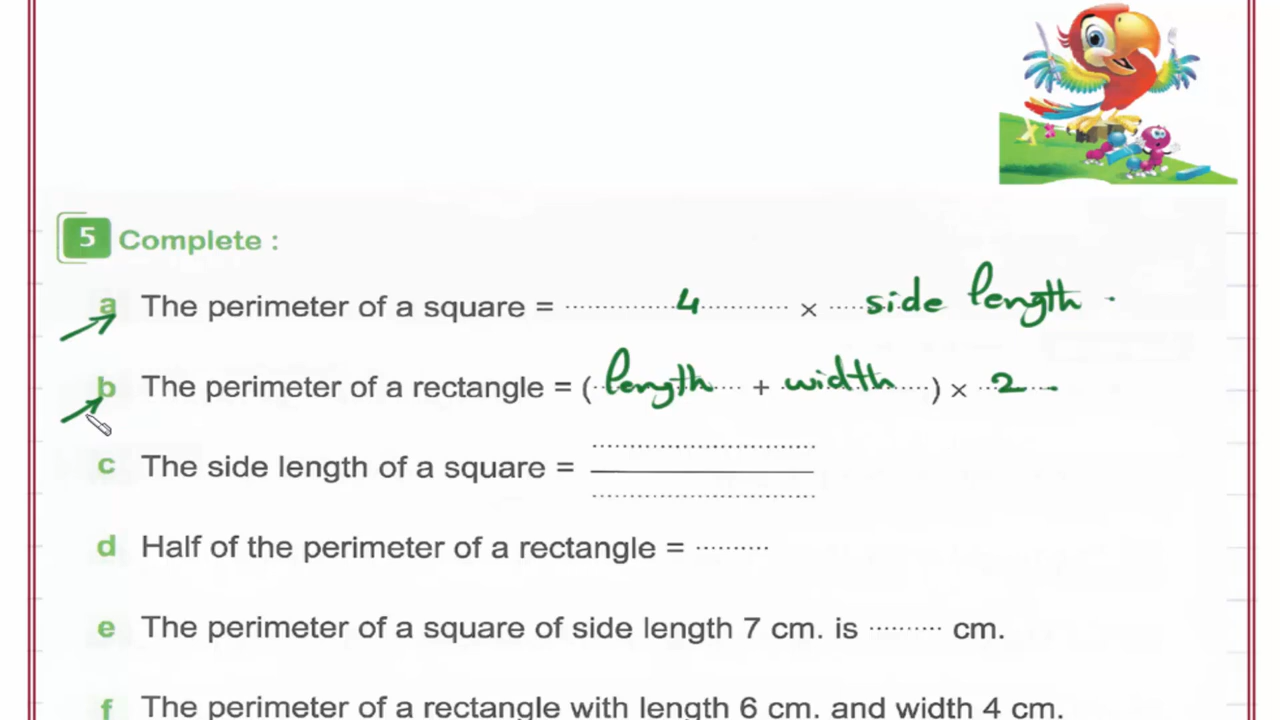 5 Complete :
a The perimeter of a square = ............ 4 ............ × ..... side length .
b The perimeter of a rectangle = (..... length ..... + width .....) × ..... 2 .....
c The side length of a square = ..............................
..............................
d Half of the perimeter of a rectangle = ..........
e The perimeter of a square of side length 7 cm. is .......... cm.
f The perimeter of a rectangle with length 6 cm. and width 4 cm.